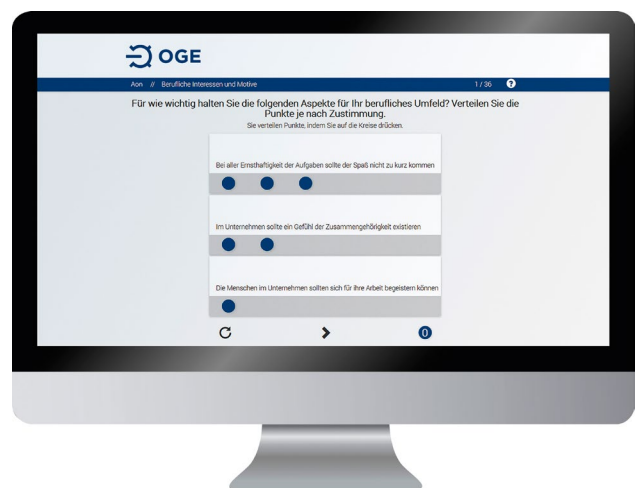 OGE
Aon // Berufliche Interessen und Motive 1 / 36 ?
Für wie wichtig halten Sie die folgenden Aspekte für Ihr berufliches Umfeld? Verteilen Sie die
Punkte je nach Zustimmung.
Sie verteilen Punkte, indem Sie auf die Kreise drücken.
Bei aller Ernsthaftigkeit der Aufgaben sollte der Spaß nicht zu kurz kommen
Im Unternehmen sollte ein Gefühl der Zusammengehörigkeit existieren
Die Menschen im Unternehmen sollten sich für ihre Arbeit begeistern können
0